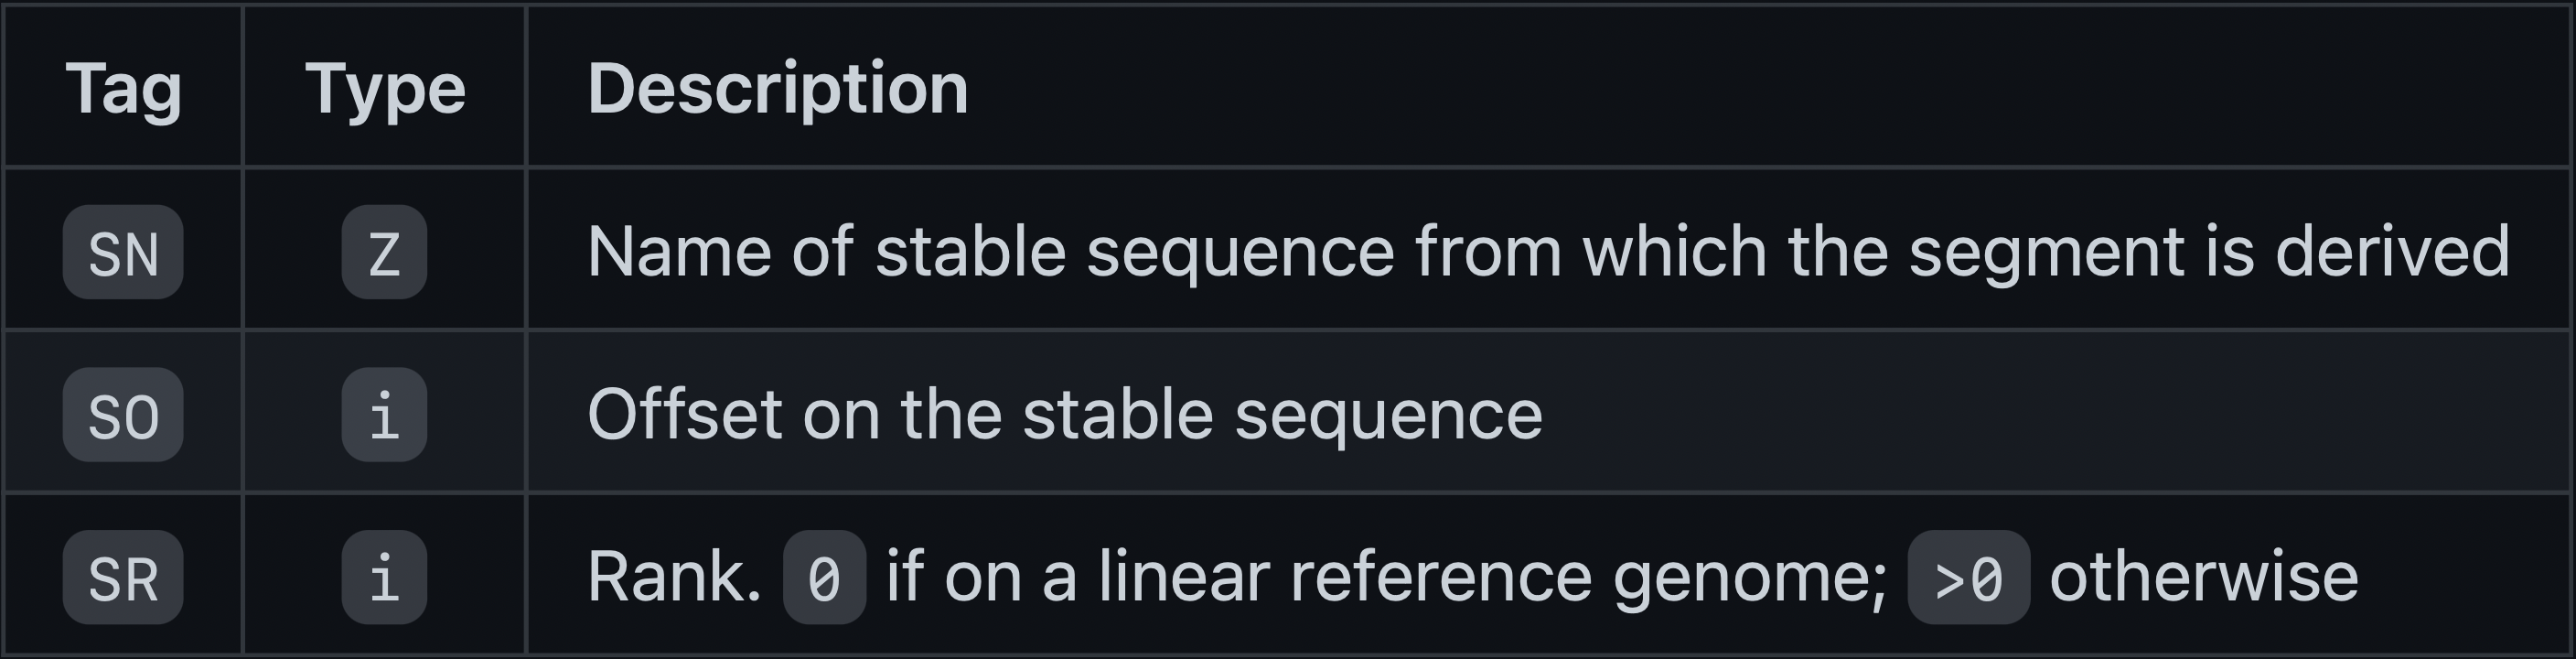 Tag Type Description
SN Z Name of stable sequence from which the segment is derived
SO i Offset on the stable sequence
SR i Rank. 0 if on a linear reference genome; >0 otherwise